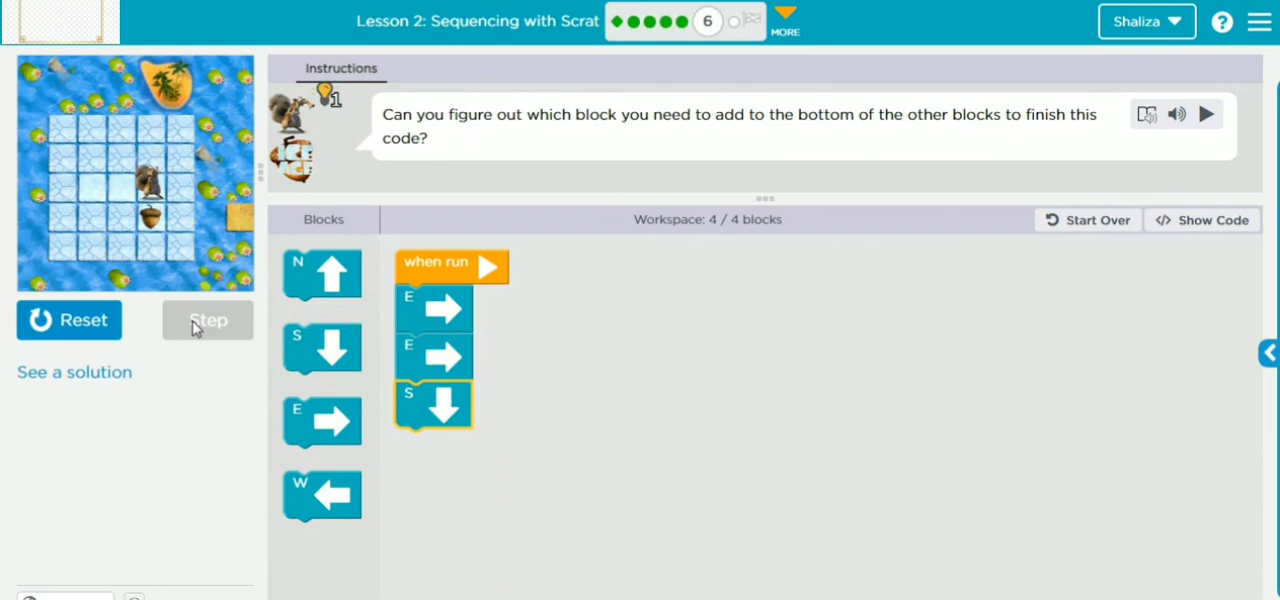 Lesson 2: Sequencing with Scrat
6
MORE
Shaliza
?
Instructions
1
Can you figure out which block you need to add to the bottom of the other blocks to finish this
code?
Blocks
Workspace: 4 / 4 blocks
Start Over
</> Show Code
N
S
E
W
when run
E
E
S
Reset
Step
See a solution